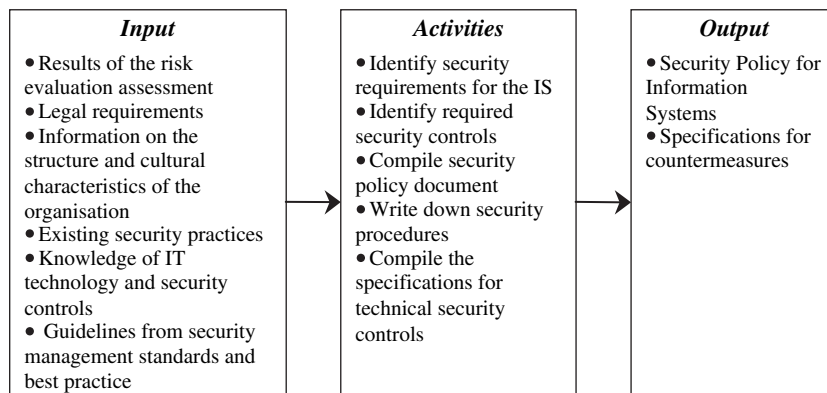 Input
● Results of the risk
evaluation assessment
● Legal requirements
● Information on the
structure and cultural
characteristics of the
organisation
● Existing security practices
● Knowledge of IT
technology and security
controls
● Guidelines from security
management standards and
best practice
Activities
● Identify security
requirements for the IS
● Identify required
security controls
● Compile security
policy document
● Write down security
procedures
● Compile the
specifications for
technical security
controls
Output
● Security Policy for
Information
Systems
● Specifications for
countermeasures